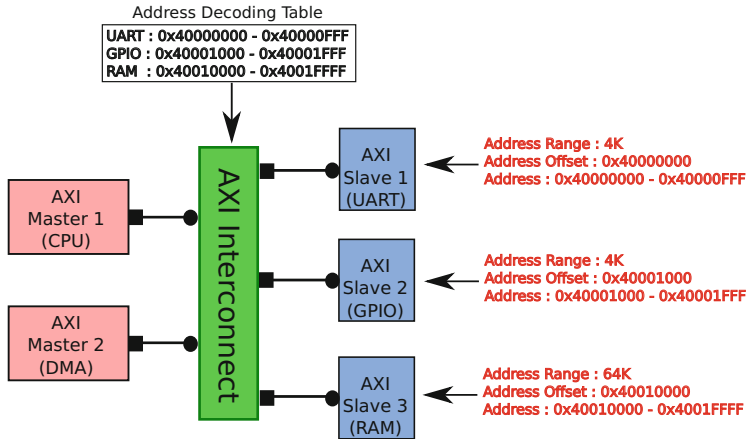 Address Decoding Table
UART : 0x40000000 - 0x40000FFF
GPIO : 0x40001000 - 0x40001FFF
RAM : 0x40010000 - 0x4001FFFF
AXI
Master 1
(CPU)
AXI
Master 2
(DMA)
AXI Interconnect
AXI
Slave 1
(UART)
Address Range : 4K
Address Offset : 0x40000000
Address : 0x40000000 - 0x40000FFF
AXI
Slave 2
(GPIO)
Address Range : 4K
Address Offset : 0x40001000
Address : 0x40001000 - 0x40001FFF
AXI
Slave 3
(RAM)
Address Range : 64K
Address Offset : 0x40010000
Address : 0x40010000 - 0x4001FFFF